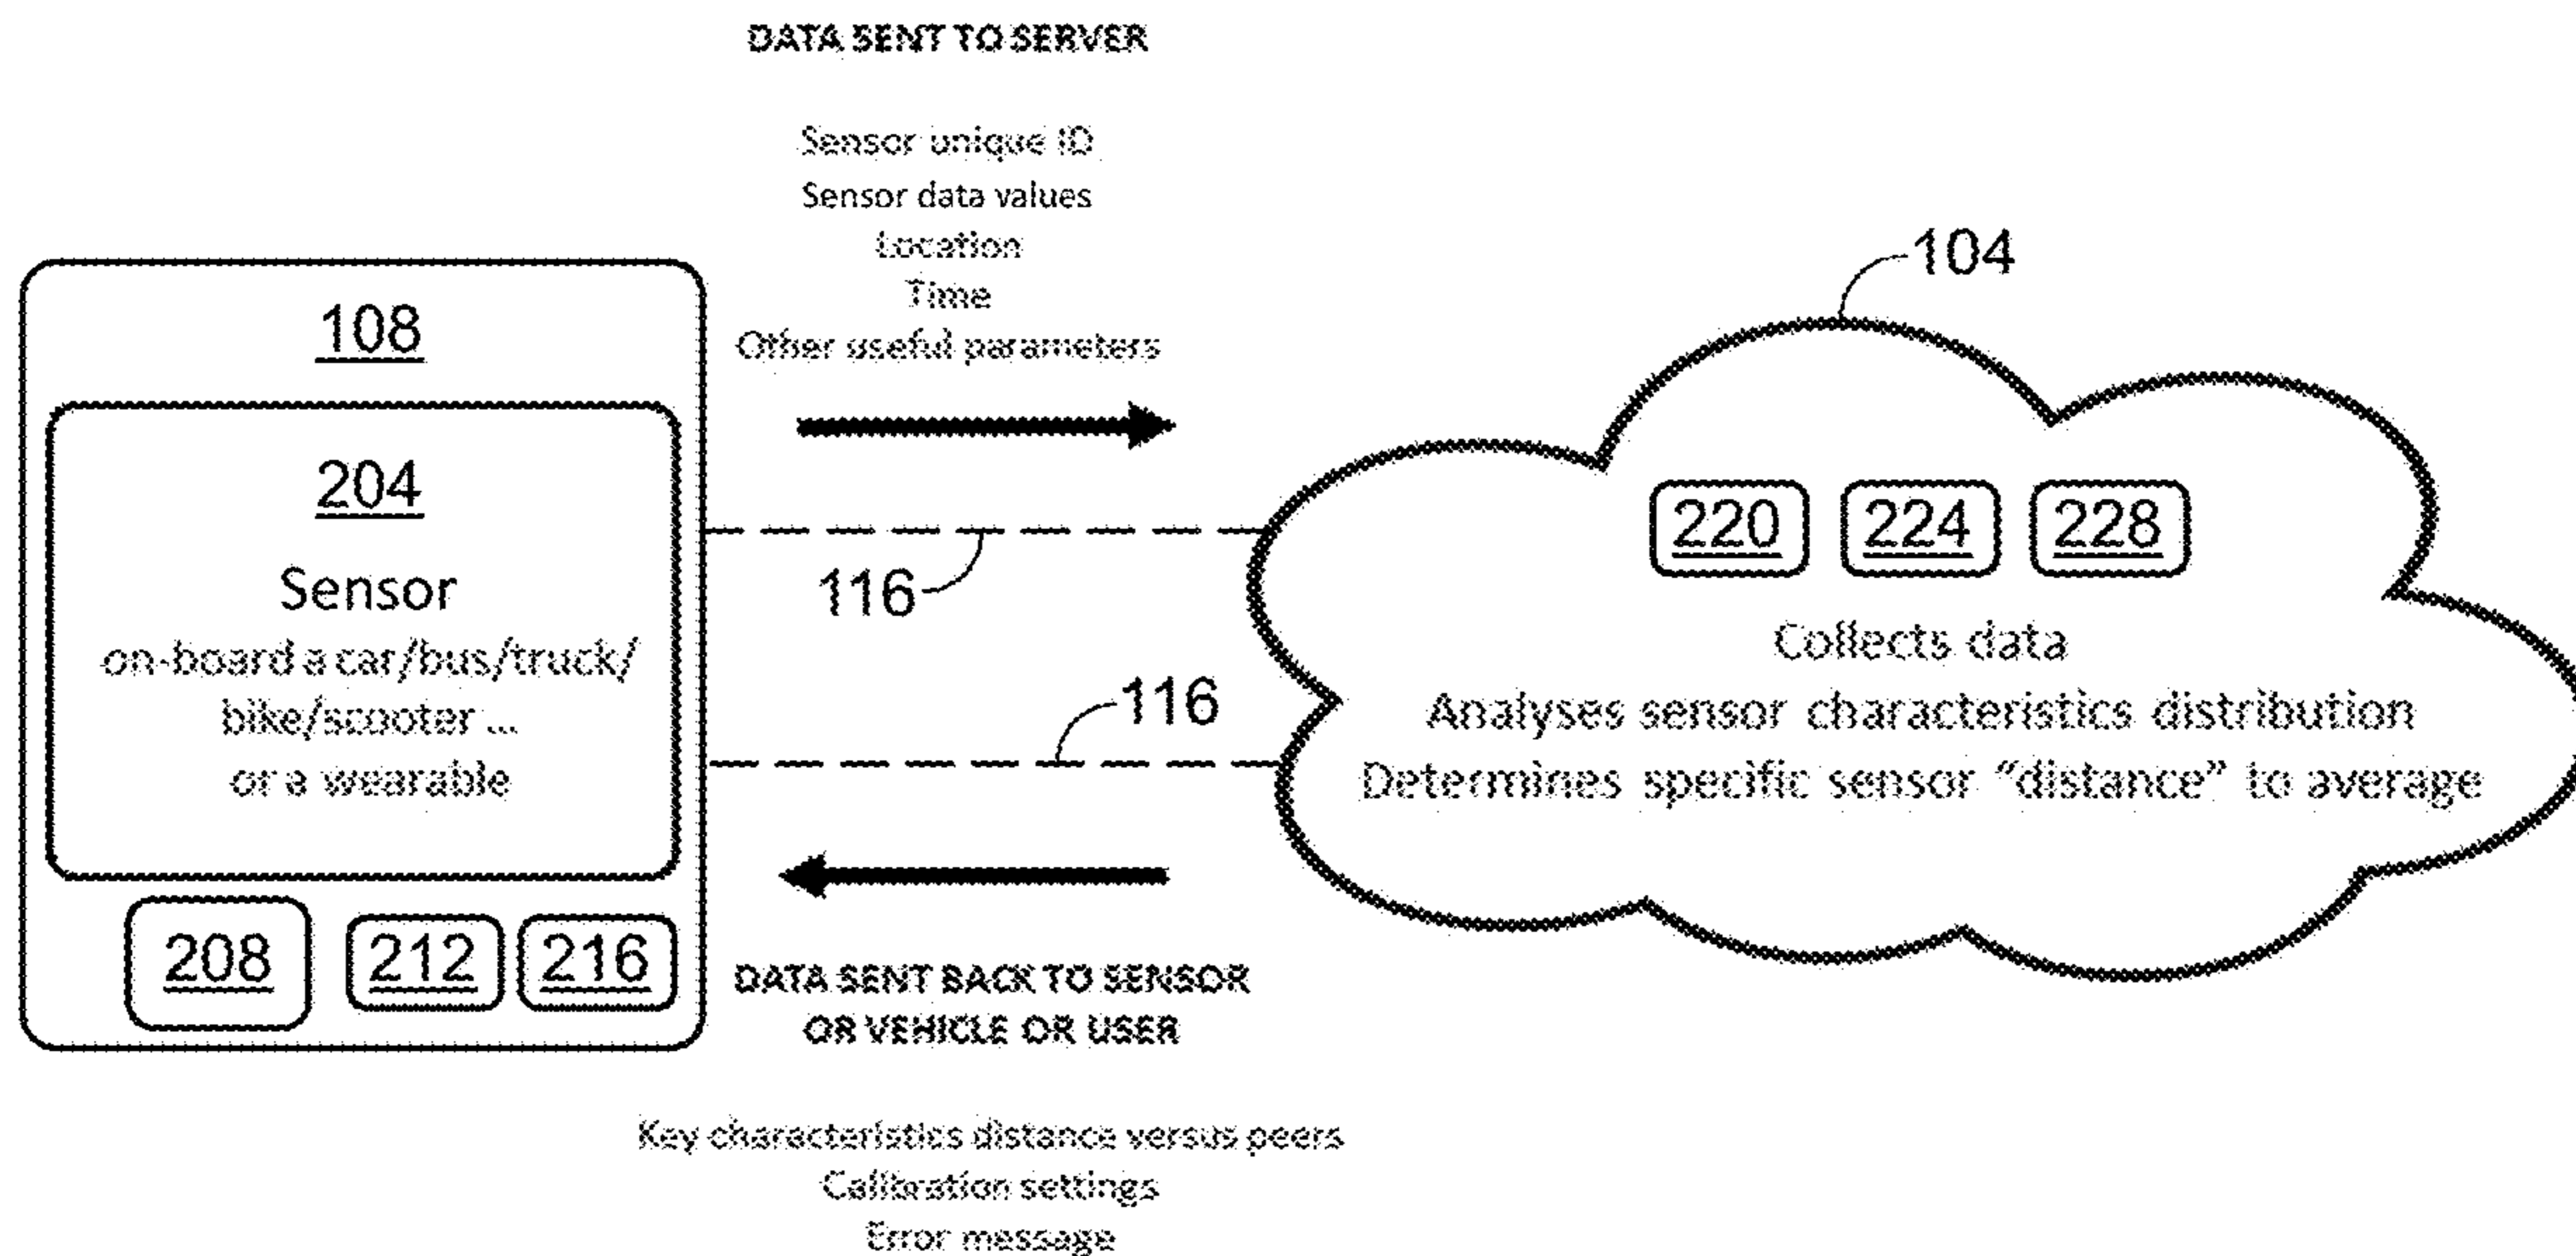 DATA SENT TO SERVER
Sensor unique ID
Sensor data values
Location
Time
Other useful parameters
108
204
Sensor
on-board a car/bus/truck/
bike/scooter ...
or a wearable
208
212
216
116
116
DATA SENT BACK TO SENSOR
OR VEHICLE OR USER
Key characteristics distance versus peers
Calibration settings
Error message
104
220
224
228
Collects data
Analyses sensor characteristics distribution
Determines specific sensor “distance” to average